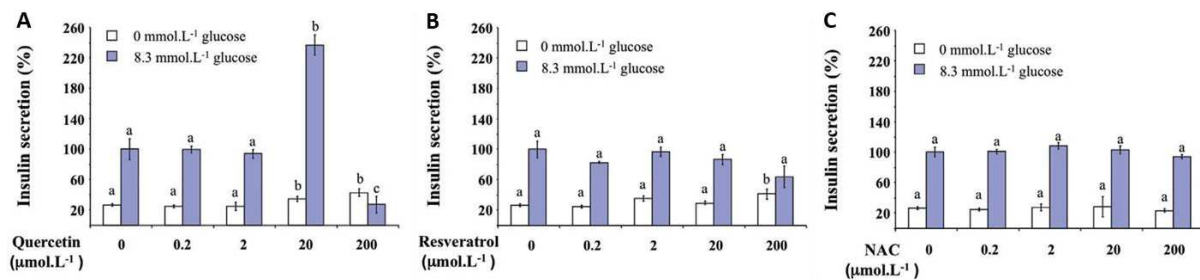 A
Insulin secretion (%)
260
220
180
140
100
60
20
0 mmol.L-1 glucose
8.3 mmol.L-1 glucose
a a a a a a b b b c
Quercetin 0 0.2 2 20 200
(μmol.L-1)
B
Insulin secretion (%)
260
220
180
140
100
60
20
0 mmol.L-1 glucose
8.3 mmol.L-1 glucose
a a a a a a a a b a
Resveratrol 0 0.2 2 20 200
(μmol.L-1)
C
Insulin secretion (%)
260
220
180
140
100
60
20
0 mmol.L-1 glucose
8.3 mmol.L-1 glucose
a a a a a a a a a a
NAC 0 0.2 2 20 200
(μmol.L-1)